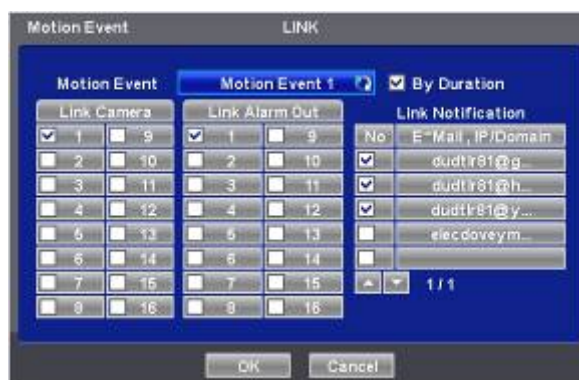 Motion Event LINK
Motion Event Motion Event 1 By Duration
Link Camera Link Alarm Out Link Notification
1 9 1 9 No E-Mail, IP/Domain
2 10 2 10 dudtlr81@g...
3 11 3 11 dudtlr81@h...
4 12 4 12 dudtlr81@y...
5 13 5 13 elecdoveym...
6 14 6 14
7 15 7 15 1/1
8 16 8 16
OK Cancel